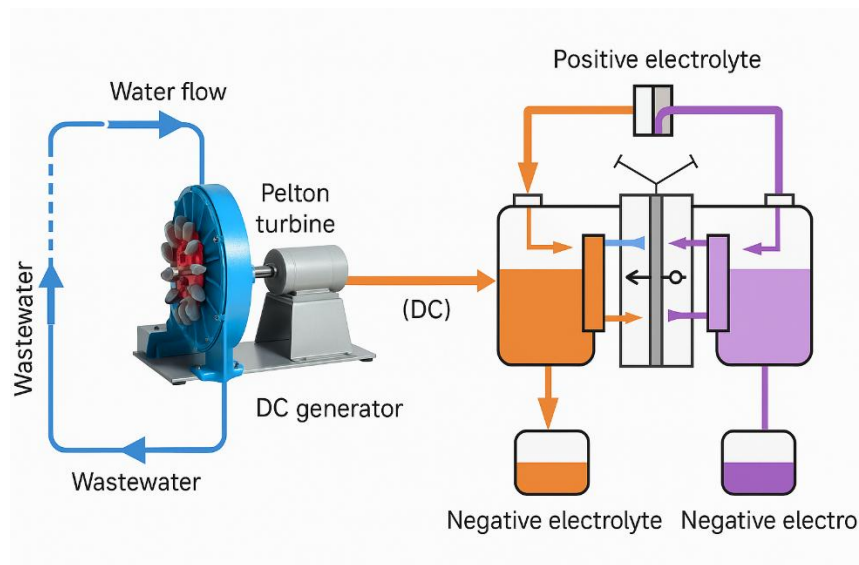 Water flow
Pelton
turbine
Wastewater
Wastewater
DC generator
(DC)
Positive electrolyte
Negative electrolyte
Negative electro